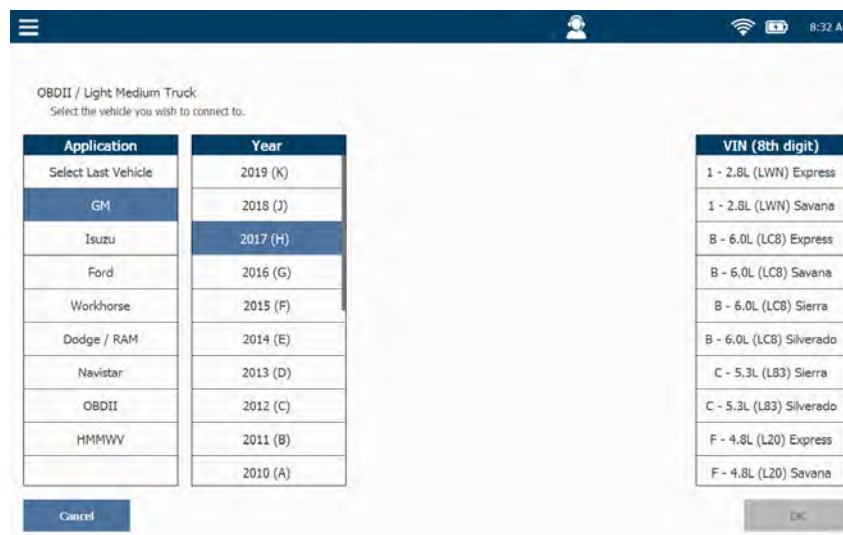 8:32 A
OBDII / Light Medium Truck
Select the vehicle you wish to connect to.
Application
Select Last Vehicle
GM
Isuzu
Ford
Workhorse
Dodge / RAM
Navistar
OBDII
HMMWV
Year
2019 (K)
2018 (J)
2017 (H)
2016 (G)
2015 (F)
2014 (E)
2013 (D)
2012 (C)
2011 (B)
2010 (A)
VIN (8th digit)
1 - 2.8L (LWN) Express
1 - 2.8L (LWN) Savana
B - 6.0L (LC8) Express
B - 6.0L (LC8) Savana
B - 6.0L (LC8) Sierra
B - 6.0L (LC8) Silverado
C - 5.3L (L83) Sierra
C - 5.3L (L83) Silverado
F - 4.8L (L20) Express
F - 4.8L (L20) Savana
Cancel
OK